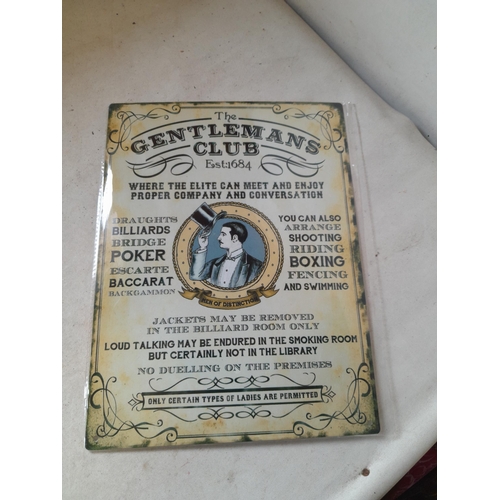 The
GENTLEMANS
CLUB
Est:1684
WHERE THE ELITE CAN MEET AND ENJOY
PROPER COMPANY AND CONVERSATION
DRAUGHTS
BILLIARDS
BRIDGE
POKER
ESCARTE
BACCARAT
BACKGAMMON
MEN OF DISTINCTION
YOU CAN ALSO
ARRANGE
SHOOTING
RIDING
BOXING
FENCING
AND SWIMMING
JACKETS MAY BE REMOVED
IN THE BILLIARD ROOM ONLY
LOUD TALKING MAY BE ENDURED IN THE SMOKING ROOM
BUT CERTAINLY NOT IN THE LIBRARY
NO DUELLING ON THE PREMISES
ONLY CERTAIN TYPES OF LADIES ARE PERMITTED